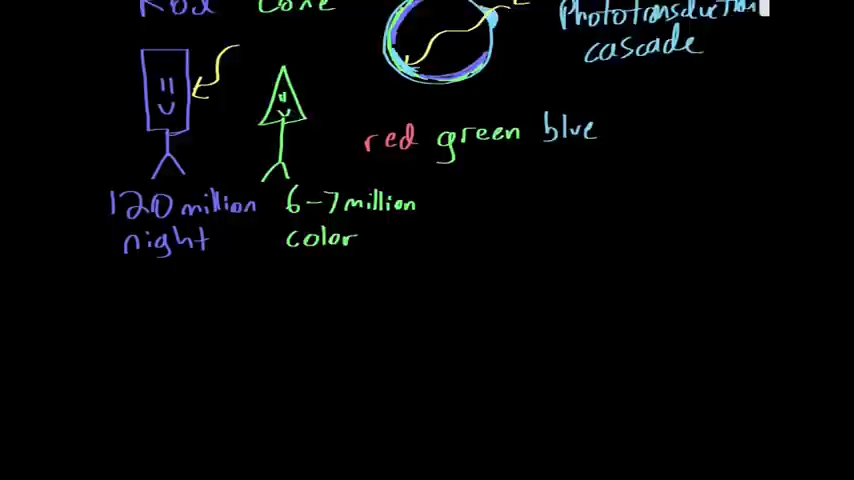 Rod Cone
Phototransduction
cascade
red green blue
120 million 6-7 million
night color